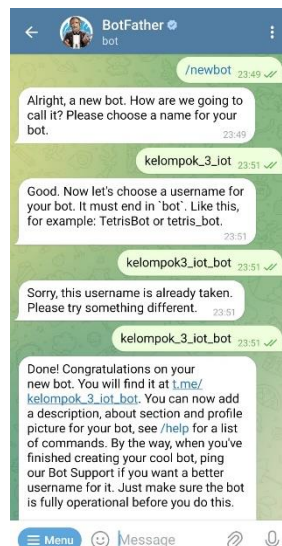 BotFather
bot
/newbot 23:49
Alright, a new bot. How are we going to
call it? Please choose a name for your
bot.
23:49
kelompok_3_iot 23:51
Good. Now let's choose a username for
your bot. It must end in `bot`. Like this,
for example: TetrisBot or tetris_bot.
23:51
kelompok3_iot_bot 23:51
Sorry, this username is already taken.
Please try something different. 23:51
kelompok_3_iot_bot 23:51
Done! Congratulations on your
new bot. You will find it at t.me/
kelompok_3_iot_bot. You can now add
a description, about section and profile
picture for your bot, see /help for a list
of commands. By the way, when you've
finished creating your cool bot, ping
our Bot Support if you want a better
username for it. Just make sure the bot
is fully operational before you do this.
Menu Message